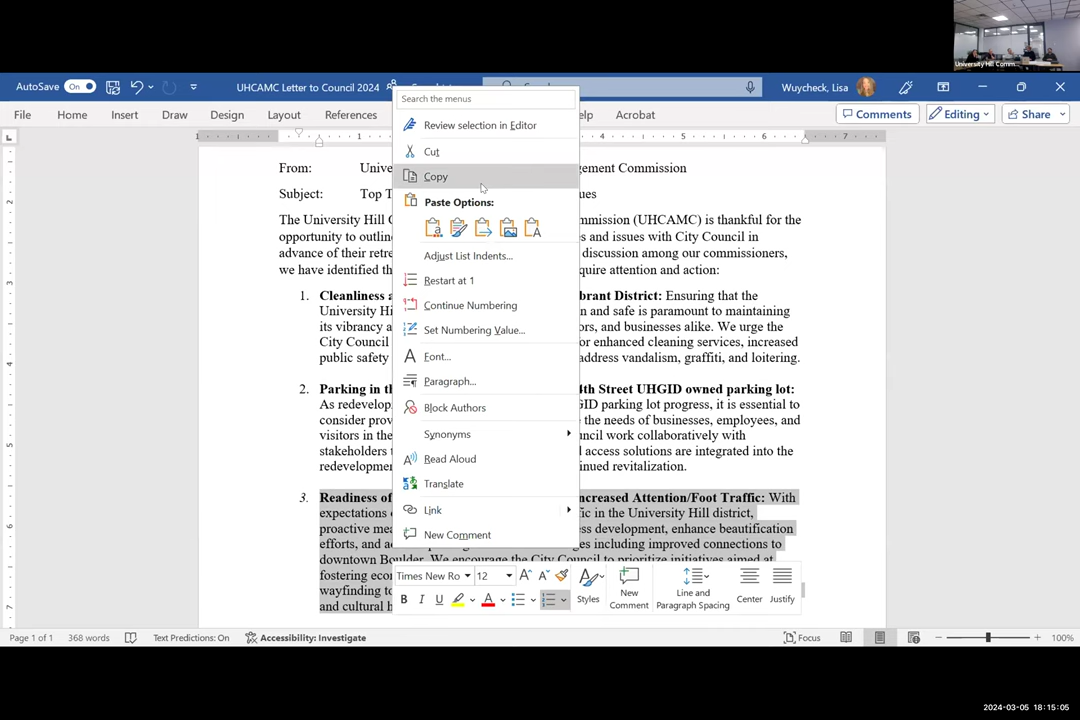 University Hill Comm...
AutoSave On UHCAMC Letter to Council 2024 Wuycheck, Lisa
File Home Insert Draw Design Layout References elp Acrobat Comments Editing Share
Search the menus
Review selection in Editor
Cut
Copy
Paste Options:
Adjust List Indents...
Restart at 1
Continue Numbering
Set Numbering Value...
Font...
Paragraph...
Block Authors
Synonyms
Read Aloud
Translate
Link
New Comment
From: Unive gement Commission
Subject: Top T ues
The University Hill C mmission (UHCAMC) is thankful for the
opportunity to outlin es and issues with City Council in
advance of their retre discussion among our commissioners,
we have identified th quire attention and action:
1. Cleanliness a ibrant District: Ensuring that the
University Hi n and safe is paramount to maintaining
its vibrancy a ors, and businesses alike. We urge the
City Council or enhanced cleaning services, increased
public safety address vandalism, graffiti, and loitering.
2. Parking in th 4th Street UHGID owned parking lot:
As redevelop GID parking lot progress, it is essential to
consider prov e the needs of businesses, employees, and
visitors in the uncil work collaboratively with
stakeholders t d access solutions are integrated into the
redevelopmen tinued revitalization.
3. Readiness of ncreased Attention/Foot Traffic: With
expectations fic in the University Hill district,
proactive mea ess development, enhance beautification
efforts, and a ges including improved connections to
downtown Boulder. We encourage the City Council to prioritize initiatives aimed at
fostering econ
wayfinding to
and cultural h
Times New Ro 12
B I U A Styles New Comment Line and Paragraph Spacing Center Justify
Page 1 of 1 368 words Text Predictions: On Accessibility: Investigate Focus 100%
2024-03-05 18:15:05